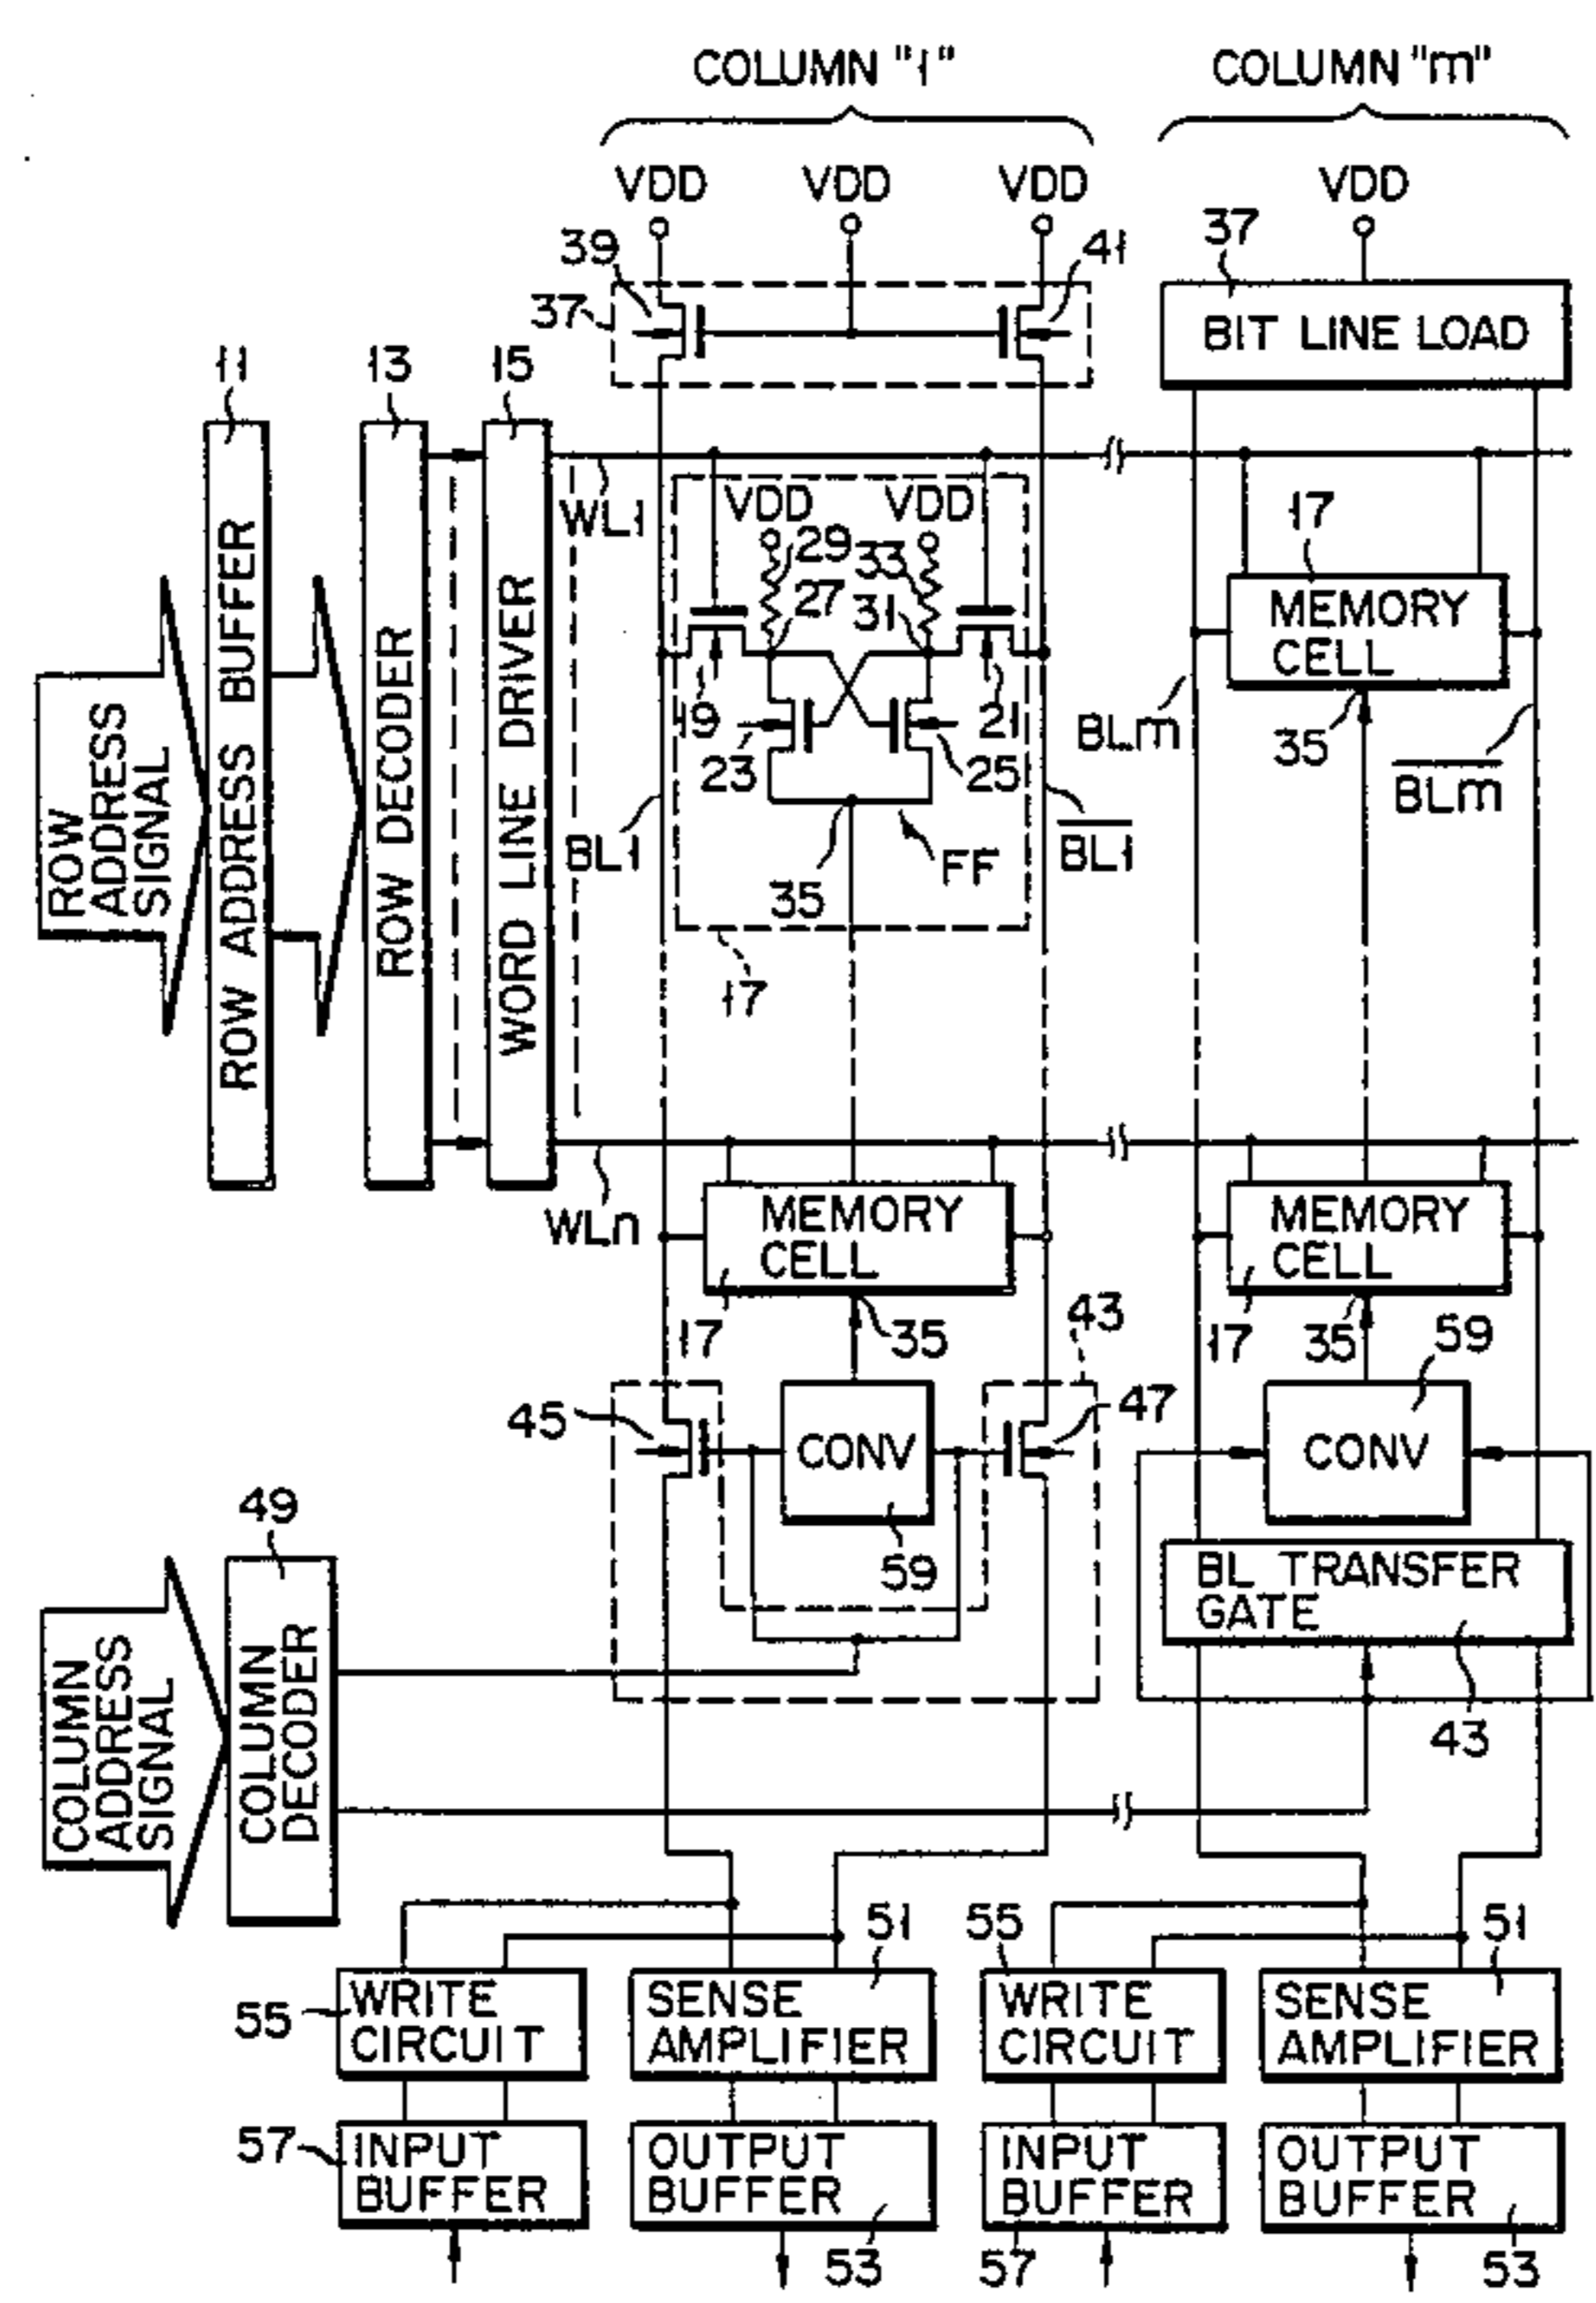 COLUMN "1"
COLUMN "m"
VDD
VDD
VDD
VDD
39
41
37
37
BIT LINE LOAD
11
13
15
WL1
VDD
VDD
29
33
27
31
17
MEMORY
CELL
19
21
23
25
35
BLm
BLm
BL1
BL1
35
FF
17
ROW
ADDRESS
SIGNAL
ROW ADDRESS BUFFER
ROW DECODER
WORD LINE DRIVER
WLn
MEMORY
CELL
MEMORY
CELL
17
35
43
17
35
59
45
CONV
47
CONV
59
49
BL TRANSFER
GATE
43
COLUMN
ADDRESS
SIGNAL
COLUMN
DECODER
51
55
51
55
WRITE
CIRCUIT
SENSE
AMPLIFIER
WRITE
CIRCUIT
SENSE
AMPLIFIER
57
INPUT
BUFFER
OUTPUT
BUFFER
INPUT
BUFFER
OUTPUT
BUFFER
53
57
53